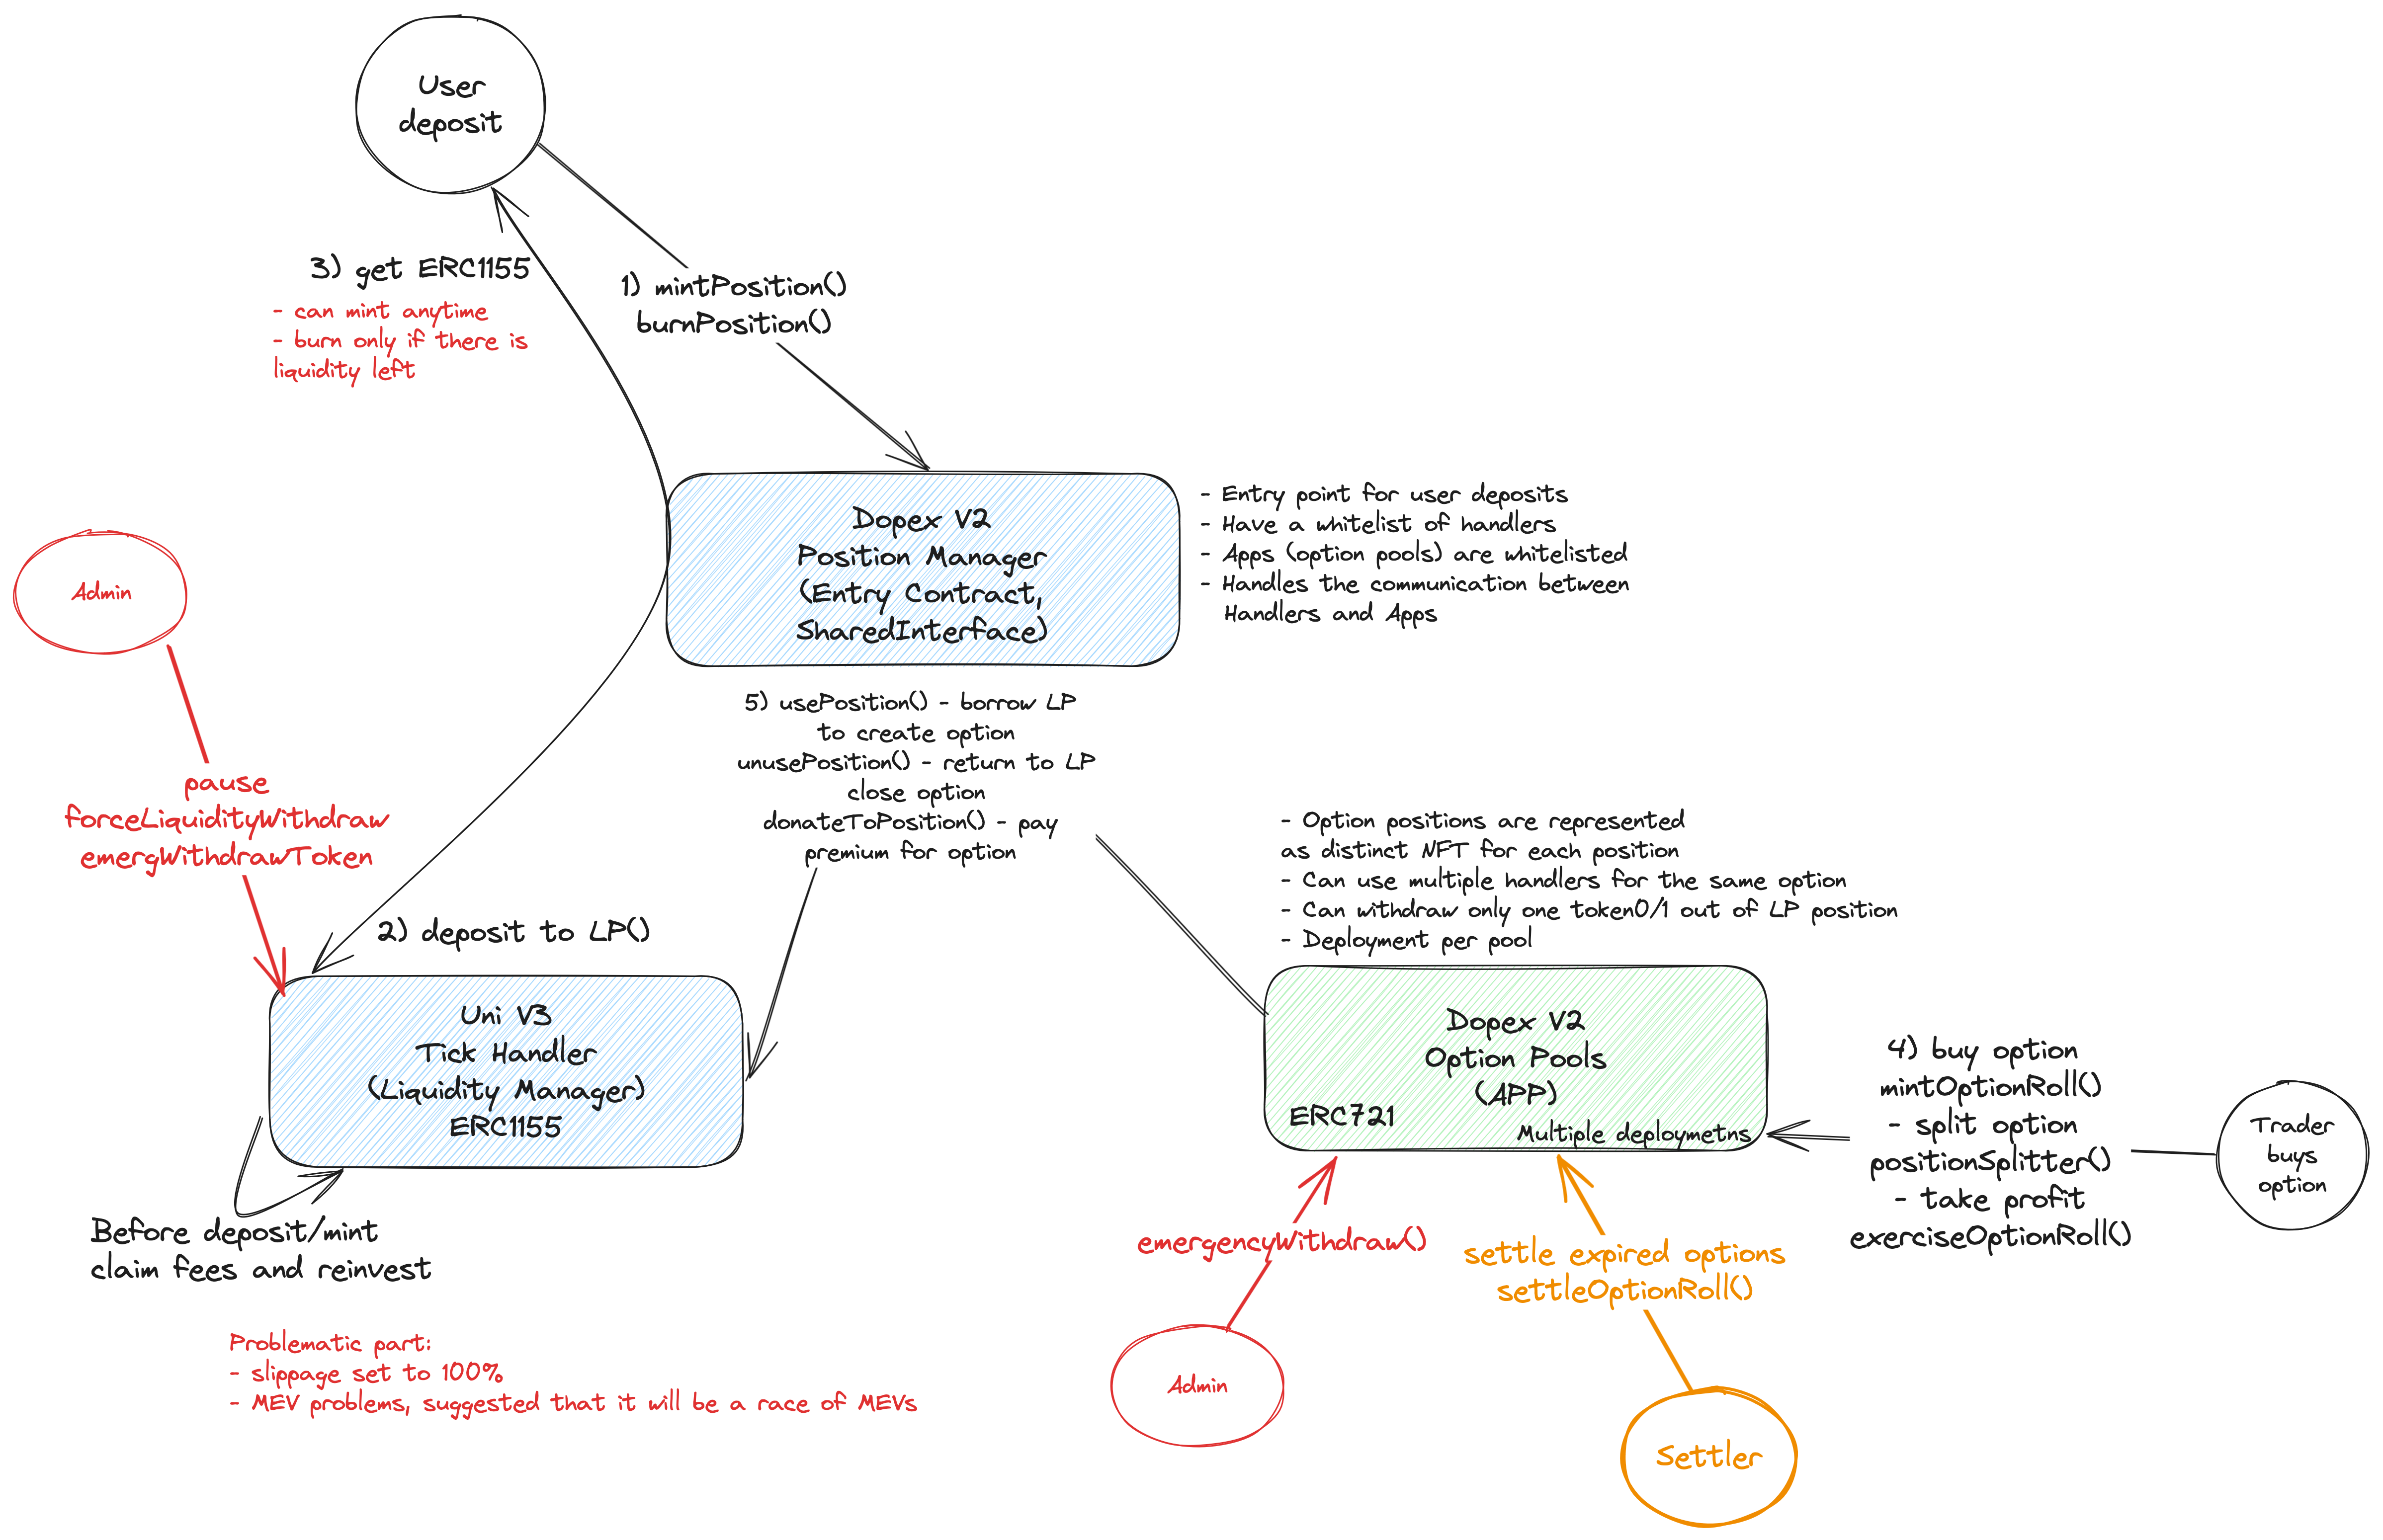 User
deposit
3) get ERC1155
- can mint anytime
- burn only if there is
liquidity left
1) mintPosition()
burnPosition()
Dopex V2
Position Manager
(Entry Contract,
SharedInterface)
- Entry point for user deposits
- Have a whitelist of handlers
- Apps (option pools) are whitelisted
- Handles the communication between
Handlers and Apps
Admin
pause
forceLiquidityWithdraw
emergWithdrawToken
5) usePosition() - borrow LP
to create option
unusePosition() - return to LP
close option
donateToPosition() - pay
premium for option
2) deposit to LP()
Uni V3
Tick Handler
(Liquidity Manager)
ERC1155
Before deposit/mint
claim fees and reinvest
Problematic part:
- slippage set to 100%
- MEV problems, suggested that it will be a race of MEVs
- Option positions are represented
as distinct NFT for each position
- Can use multiple handlers for the same option
- Can withdraw only one token0/1 out of LP position
- Deployment per pool
Dopex V2
Option Pools
(APP)
ERC721
Multiple deploymetns
4) buy option
mintOptionRoll()
- split option
positionSplitter()
- take profit
exerciseOptionRoll()
Trader
buys
option
emergencyWithdraw()
Admin
settle expired options
settleOptionRoll()
Settler